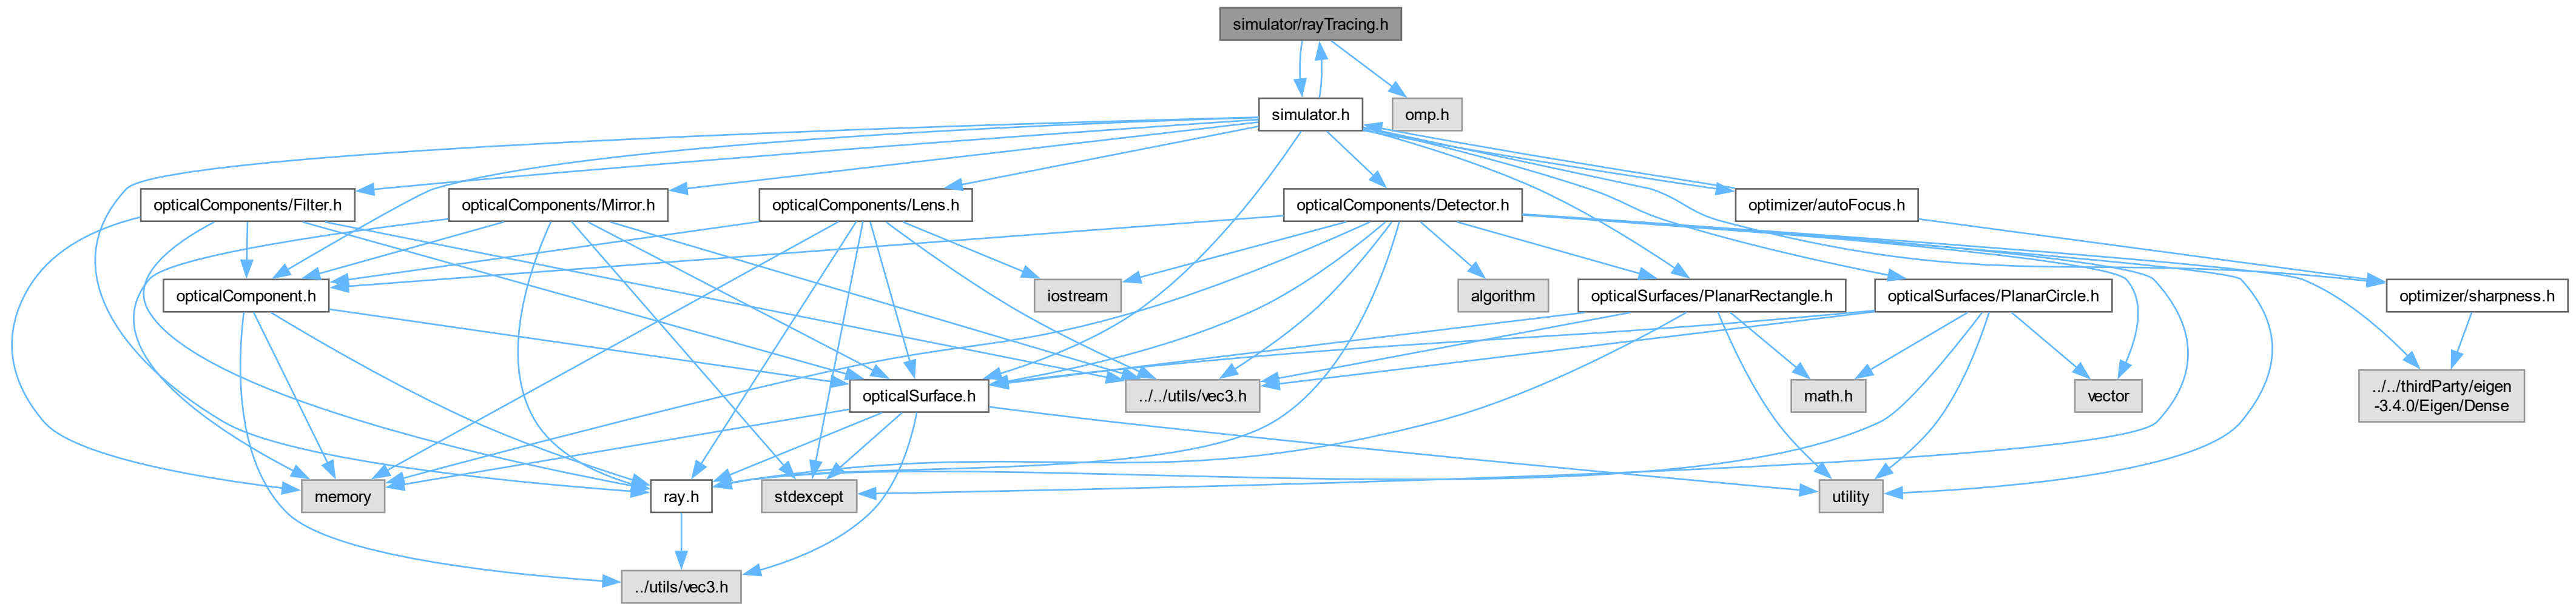 simulator/rayTracing.h
simulator.h
omp.h
opticalComponents/Filter.h
opticalComponents/Mirror.h
opticalComponents/Lens.h
opticalComponents/Detector.h
optimizer/autoFocus.h
opticalComponent.h
iostream
algorithm
opticalSurfaces/PlanarRectangle.h
opticalSurfaces/PlanarCircle.h
optimizer/sharpness.h
opticalSurface.h
../../utils/vec3.h
math.h
vector
../../thirdParty/eigen
-3.4.0/Eigen/Dense
memory
ray.h
stdexcept
utility
../utils/vec3.h